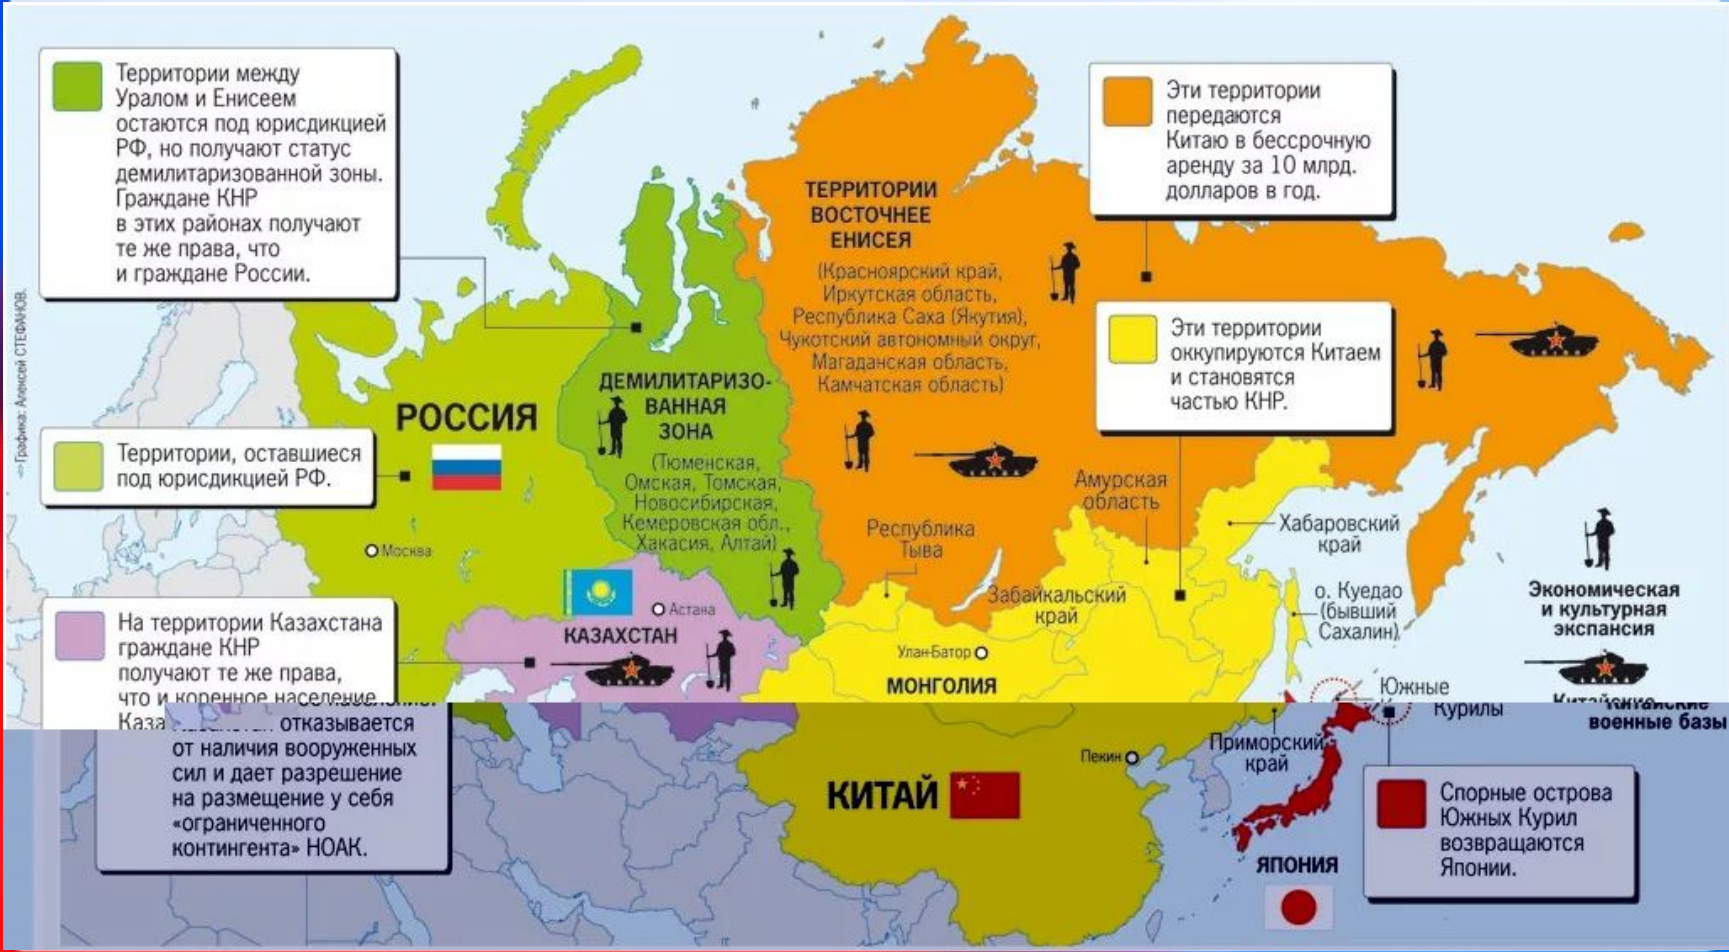 Территории между
Уралом и Енисеем
остаются под юрисдикцией
РФ, но получают статус
демилитаризованной зоны.
Граждане КНР
в этих районах получают
те же права, что
и граждане России.
Эти территории
передаются
Китаю в бессрочную
аренду за 10 млрд.
долларов в год.
ТЕРРИТОРИИ
ВОСТОЧНЕЕ
ЕНИСЕЯ
(Красноярский край,
Иркутская область,
Республика Саха (Якутия),
Чукотский автономный округ,
Магаданская область,
Камчатская область)
Эти территории
оккупируются Китаем
и становятся
частью КНР.
Графика: Алексей СТЕФАНОВ.
РОССИЯ
ДЕМИЛИТАРИЗО-
ВАННАЯ
ЗОНА
(Тюменская,
Омская, Томская,
Новосибирская,
Кемеровская обл.,
Хакасия, Алтай)
Территории, оставшиеся
под юрисдикцией РФ.
Москва
Республика
Тыва
Амурская
область
Хабаровский
край
Забайкальский
край
о. Куедао
(бывший
Сахалин)
Экономическая
и культурная
экспансия
Астана
КАЗАХСТАН
Улан-Батор
МОНГОЛИЯ
На территории Казахстана
граждане КНР
получают те же права,
что и коренное население.
отказывается
от наличия вооруженных
сил и дает разрешение
на размещение у себя
«ограниченного
контингента» НОАК.
Южные
Курилы
Китайские
военные базы
Приморский
край
Пекин
КИТАЙ
ЯПОНИЯ
Спорные острова
Южных Курил
возвращаются
Японии.